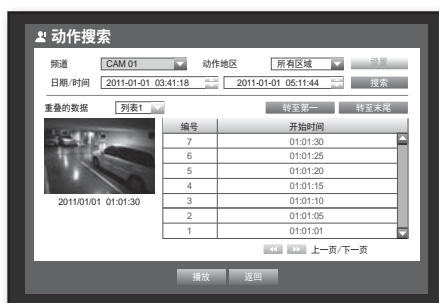 动作搜索
频道 CAM 01 动作地区 所有区域 设置
日期/时间 2011-01-01 03:41:18 2011-01-01 05:11:44 搜索
重叠的数据 列表1 转至第一 转至末尾
编号 开始时间
7 01:01:30
6 01:01:25
5 01:01:20
4 01:01:15
3 01:01:10
2 01:01:05
1 01:01:01
2011/01/01 01:01:30
上一页/下一页
播放 返回